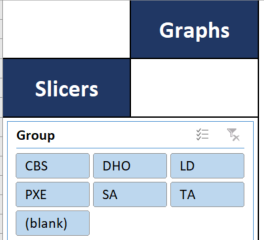 Graphs
Slicers
Group
CBS DHO LD
PXE SA TA
(blank)